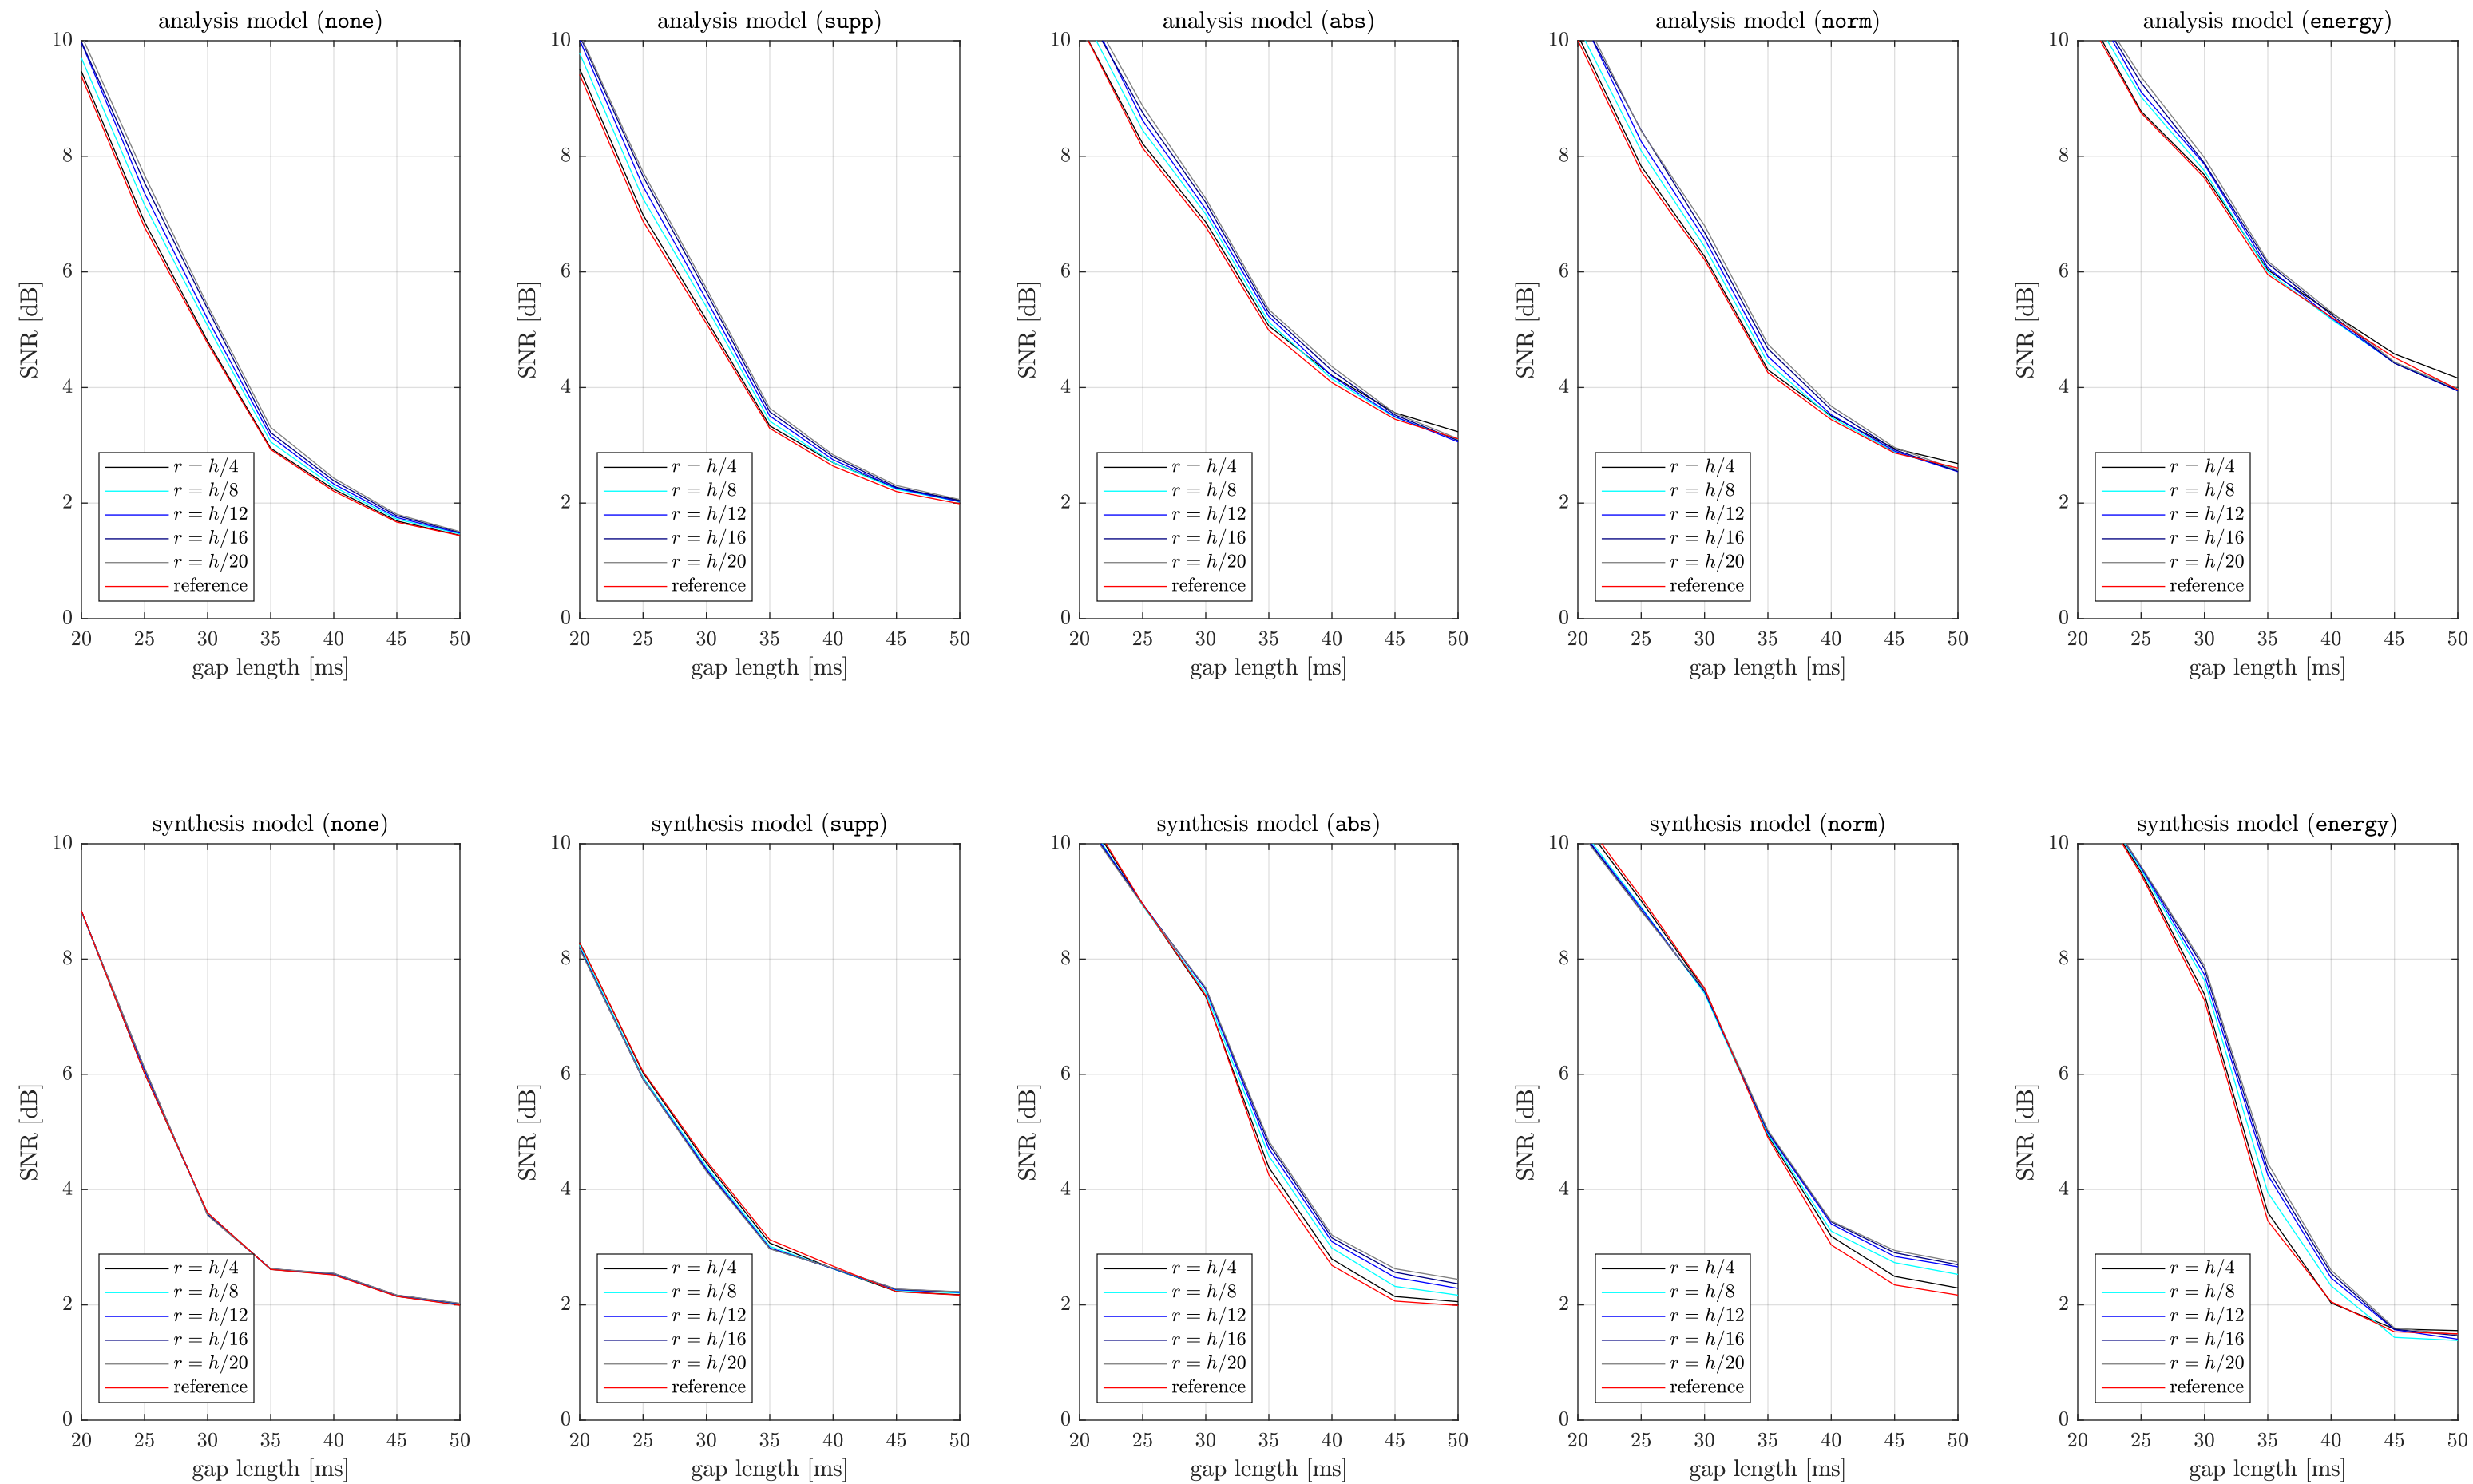 analysis model (none)
10
8
6
4
2
0
SNR [dB]
r = h/4
r = h/8
r = h/12
r = h/16
r = h/20
reference
20 25 30 35 40 45 50
gap length [ms]
analysis model (supp)
10
8
6
4
2
0
SNR [dB]
r = h/4
r = h/8
r = h/12
r = h/16
r = h/20
reference
20 25 30 35 40 45 50
gap length [ms]
analysis model (abs)
10
8
6
4
2
0
SNR [dB]
r = h/4
r = h/8
r = h/12
r = h/16
r = h/20
reference
20 25 30 35 40 45 50
gap length [ms]
analysis model (norm)
10
8
6
4
2
0
SNR [dB]
r = h/4
r = h/8
r = h/12
r = h/16
r = h/20
reference
20 25 30 35 40 45 50
gap length [ms]
analysis model (energy)
10
8
6
4
2
0
SNR [dB]
r = h/4
r = h/8
r = h/12
r = h/16
r = h/20
reference
20 25 30 35 40 45 50
gap length [ms]
synthesis model (none)
10
8
6
4
2
0
SNR [dB]
r = h/4
r = h/8
r = h/12
r = h/16
r = h/20
reference
20 25 30 35 40 45 50
gap length [ms]
synthesis model (supp)
10
8
6
4
2
0
SNR [dB]
r = h/4
r = h/8
r = h/12
r = h/16
r = h/20
reference
20 25 30 35 40 45 50
gap length [ms]
synthesis model (abs)
10
8
6
4
2
0
SNR [dB]
r = h/4
r = h/8
r = h/12
r = h/16
r = h/20
reference
20 25 30 35 40 45 50
gap length [ms]
synthesis model (norm)
10
8
6
4
2
0
SNR [dB]
r = h/4
r = h/8
r = h/12
r = h/16
r = h/20
reference
20 25 30 35 40 45 50
gap length [ms]
synthesis model (energy)
10
8
6
4
2
0
SNR [dB]
r = h/4
r = h/8
r = h/12
r = h/16
r = h/20
reference
20 25 30 35 40 45 50
gap length [ms]